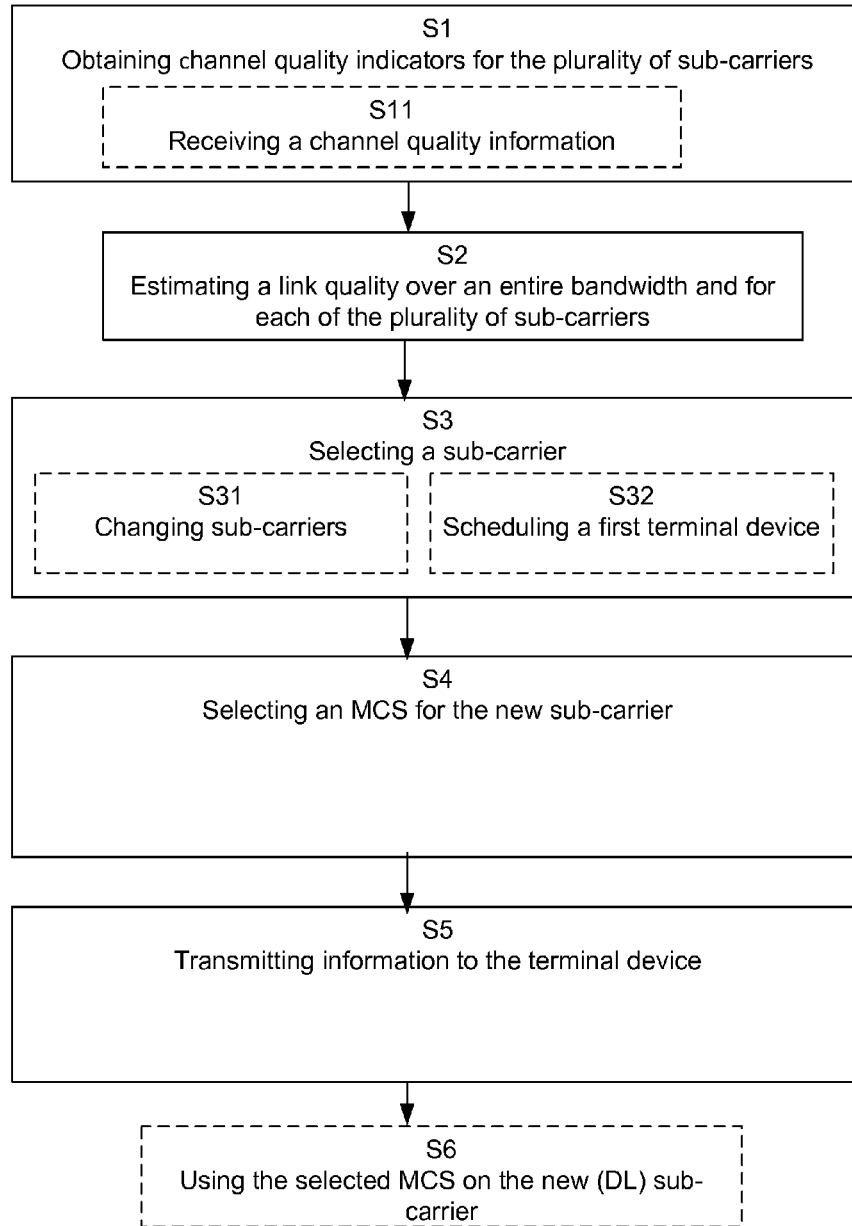 S1
Obtaining channel quality indicators for the plurality of sub-carriers
S11
Receiving a channel quality information
S2
Estimating a link quality over an entire bandwidth and for
each of the plurality of sub-carriers
S3
Selecting a sub-carrier
S31
Changing sub-carriers
S32
Scheduling a first terminal device
S4
Selecting an MCS for the new sub-carrier
S5
Transmitting information to the terminal device
S6
Using the selected MCS on the new (DL) sub-
carrier